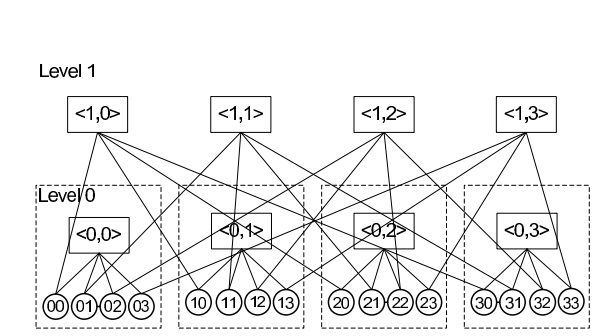 Level 1
<1,0> <1,1> <1,2> <1,3>
Level 0
<0,0> <0,1> <0,2> <0,3>
00 01 02 03 10 11 12 13 20 21 22 23 30 31 32 33